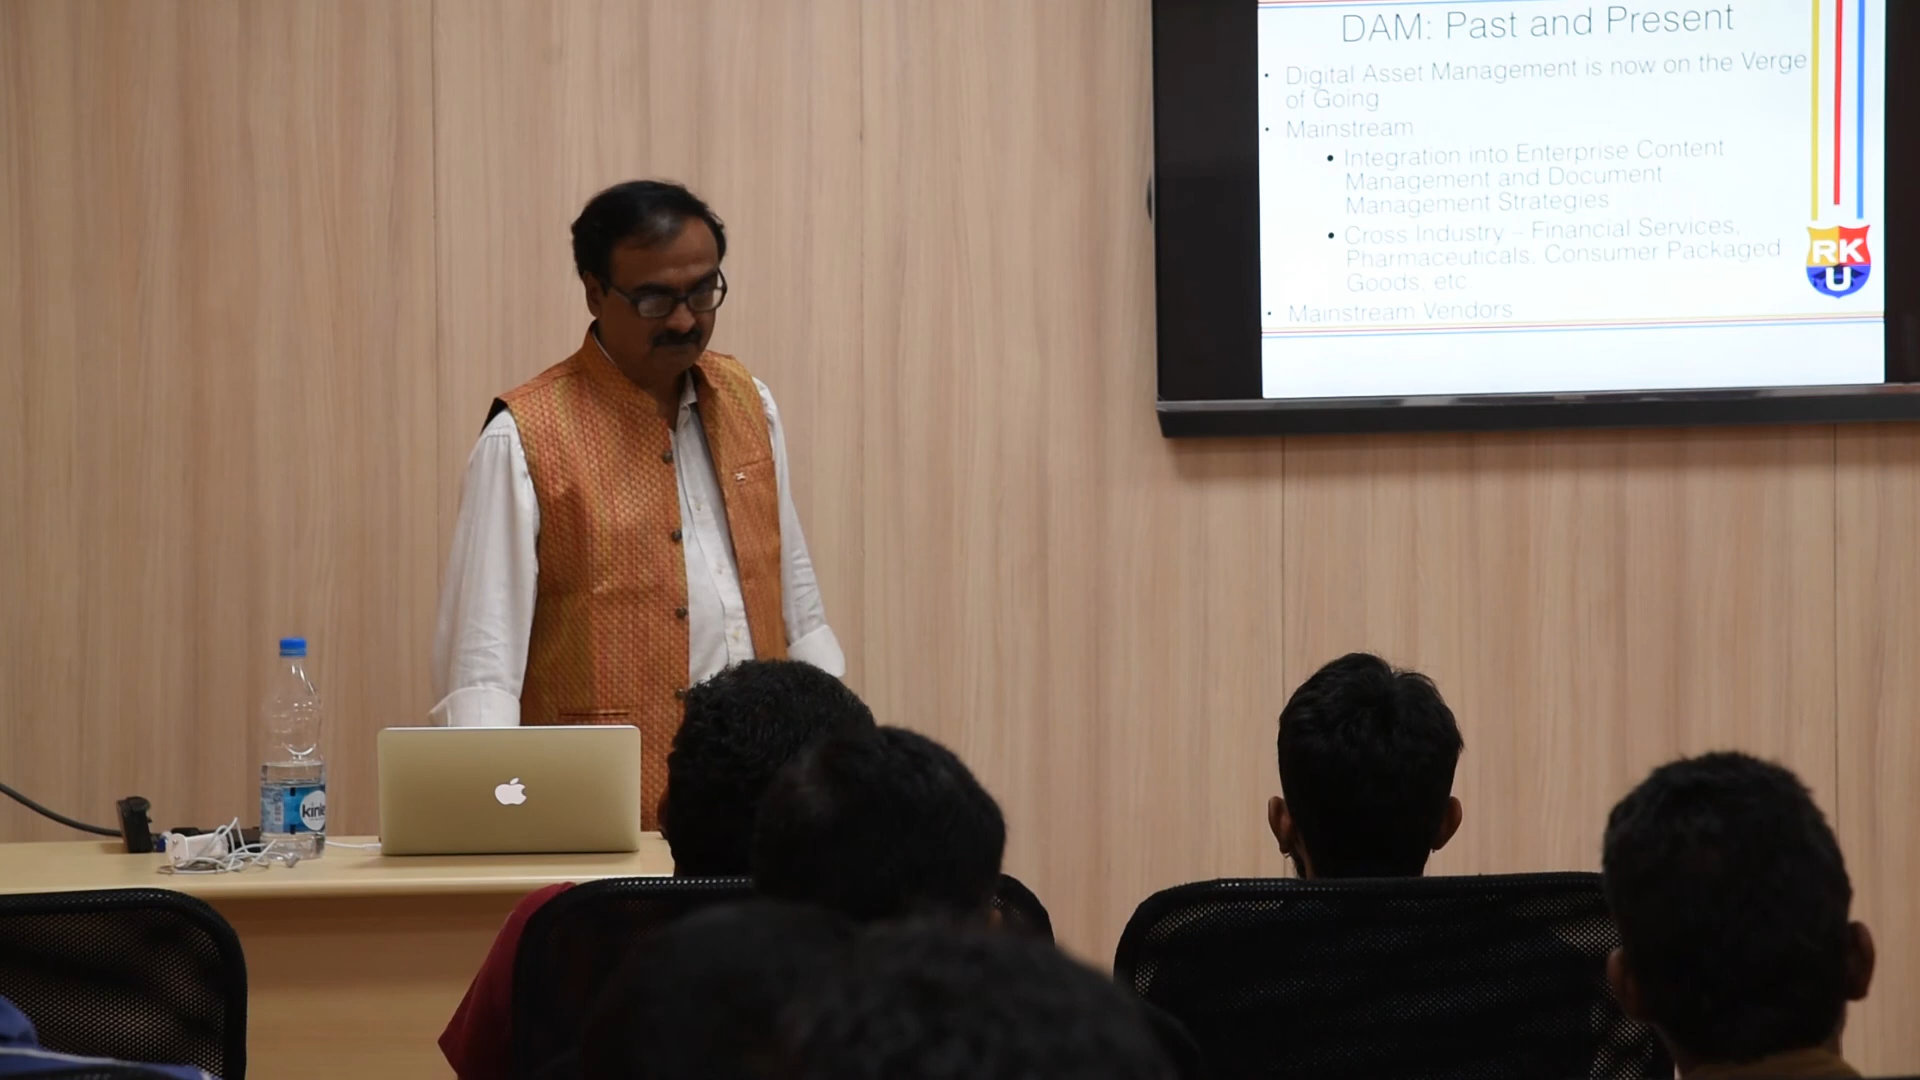 DAM: Past and Present
• Digital Asset Management is now on the Verge
of Going
• Mainstream
• Integration into Enterprise Content
Management and Document
Management Strategies
• Cross Industry – Financial Services,
Pharmaceuticals, Consumer Packaged
Goods, etc
• Mainstream Vendors
RK
U
kinle